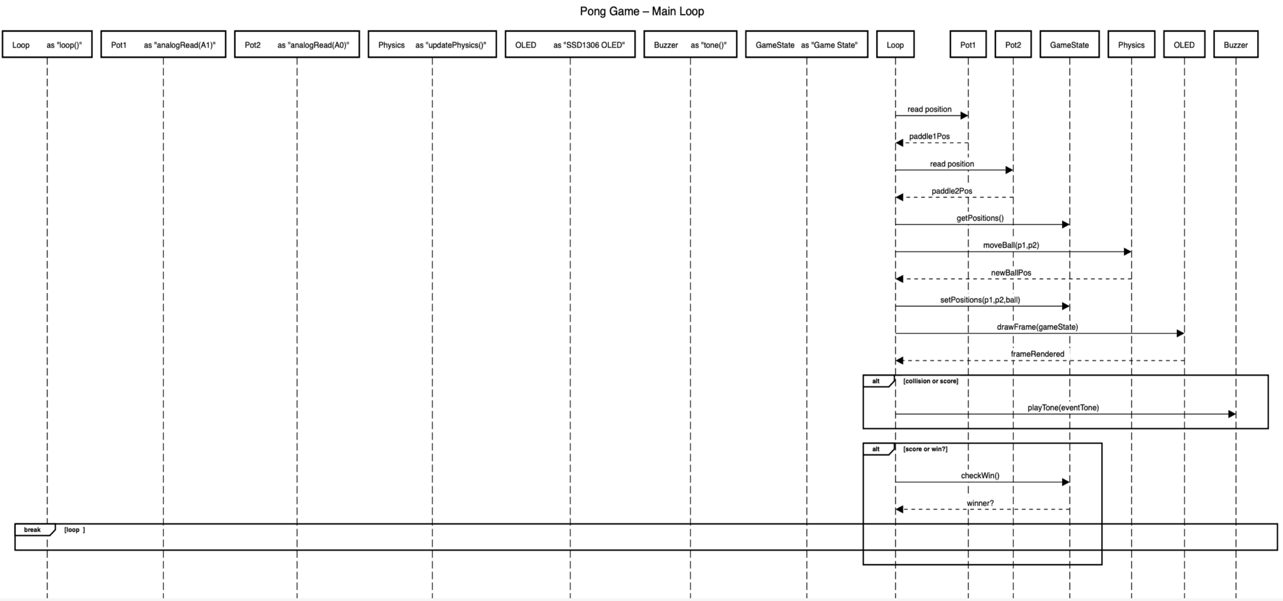 Pong Game – Main Loop
Loop as "loop()"
Pot1 as "analogRead(A1)"
Pot2 as "analogRead(A0)"
Physics as "updatePhysics()"
OLED as "SSD1306 OLED"
Buzzer as "tone()"
GameState as "Game State"
Loop
Pot1
Pot2
GameState
Physics
OLED
Buzzer
read position
paddle1Pos
read position
paddle2Pos
getPositions()
moveBall(p1,p2)
newBallPos
setPositions(p1,p2,ball)
drawFrame(gameState)
frameRendered
alt [collision or score]
playTone(eventTone)
alt [score or win?]
checkWin()
winner?
break [loop ]